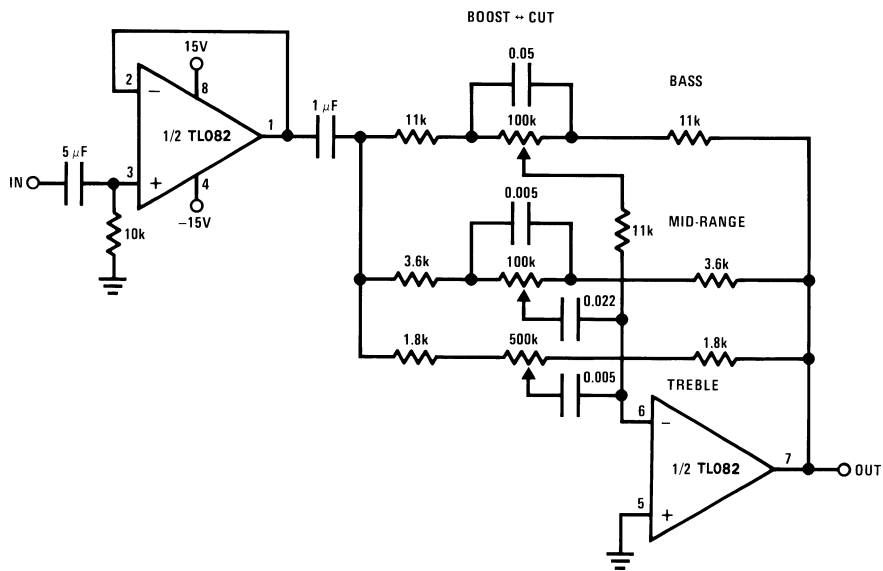 BOOST ↔ CUT
0.05
15V
2
8
BASS
−
1/2 TL082
1
1 μF
11k
100k
11k
5 μF
IN
3
+
4
−15V
10k
0.005
11k
MID-RANGE
3.6k
100k
3.6k
0.022
1.8k
500k
1.8k
0.005
TREBLE
6
−
1/2 TL082
7
OUT
5
+